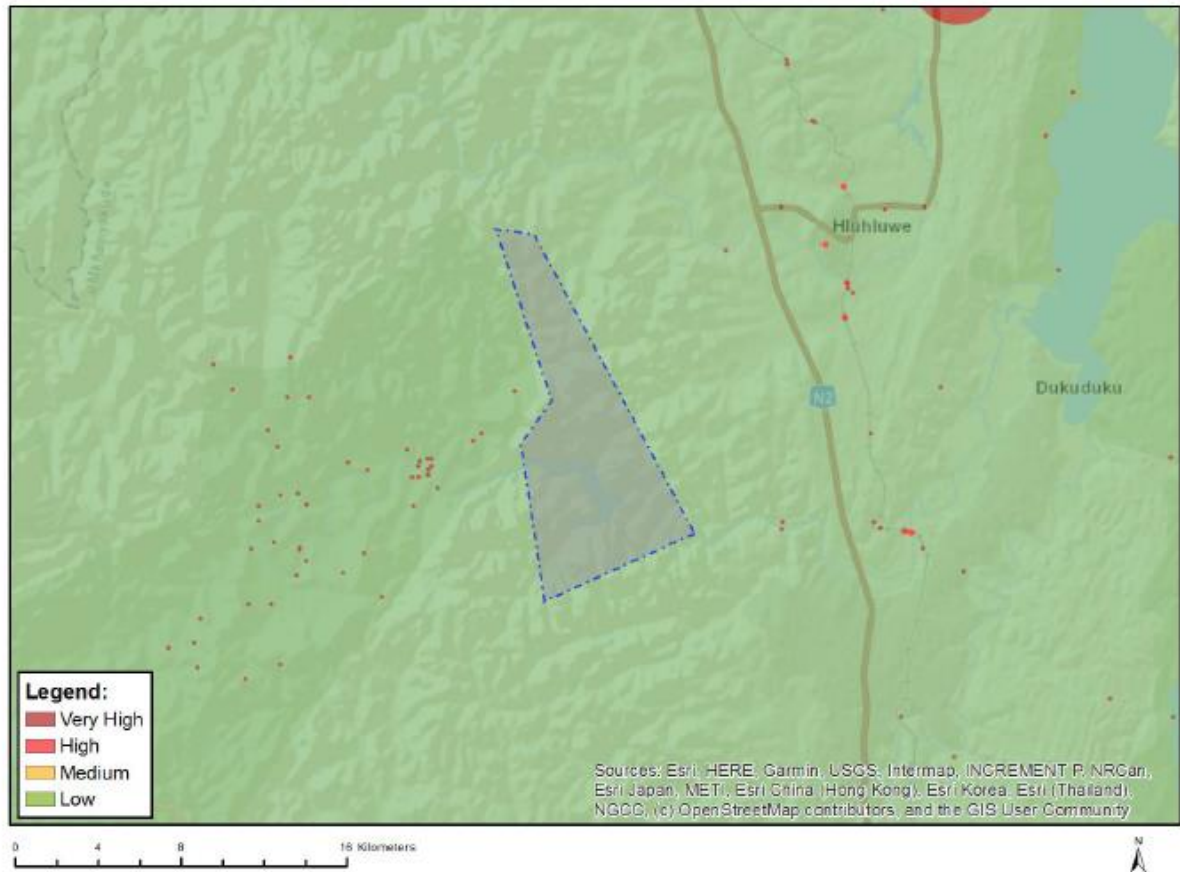 Hluhluwe
Dukuduku
N2
Legend:
Very High
High
Medium
Low
Sources: Esri, HERE, Garmin, USGS, Intermap, INCREMENT P, NRCan,
Esri Japan, METI, Esri China (Hong Kong), Esri Korea, Esri (Thailand),
NGCC, (c) OpenStreetMap contributors, and the GIS User Community
0 4 8 16 Kilometers
N